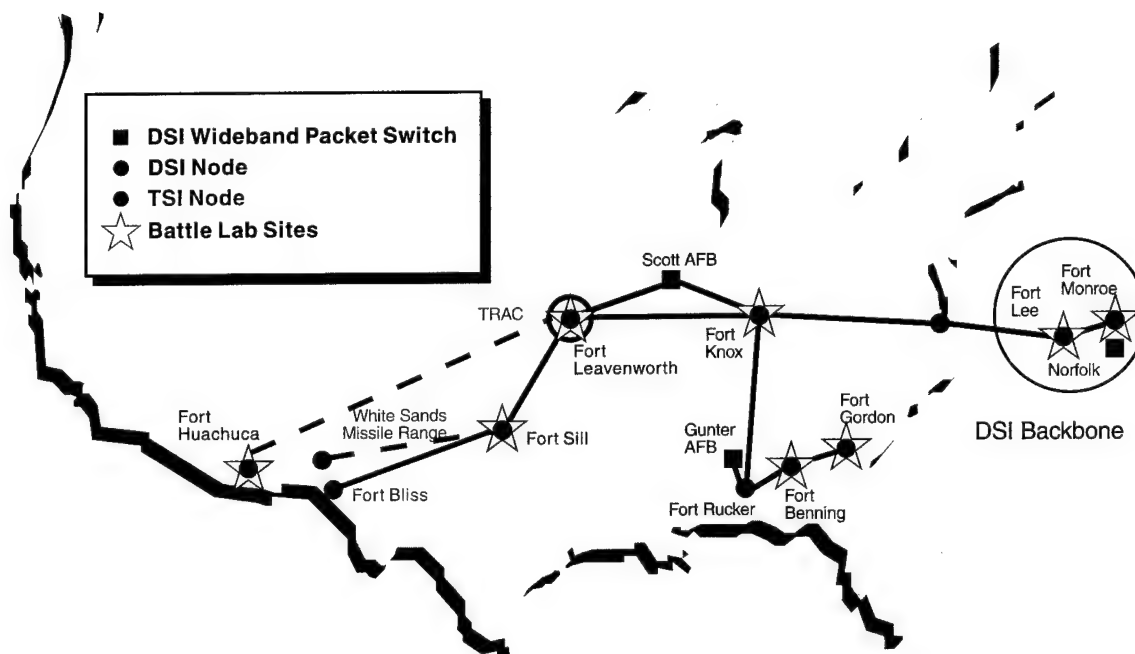 DSI Wideband Packet Switch
DSI Node
TSI Node
Battle Lab Sites
Scott AFB
Fort
Monroe
Fort
Lee
TRAC
Fort
Knox
Fort
Leavenworth
Norfolk
Fort
Huachuca
White Sands
Missile Range
Fort Sill
Gunter
AFB
Fort
Gordon
DSI Backbone
Fort Bliss
Fort Rucker
Fort
Benning